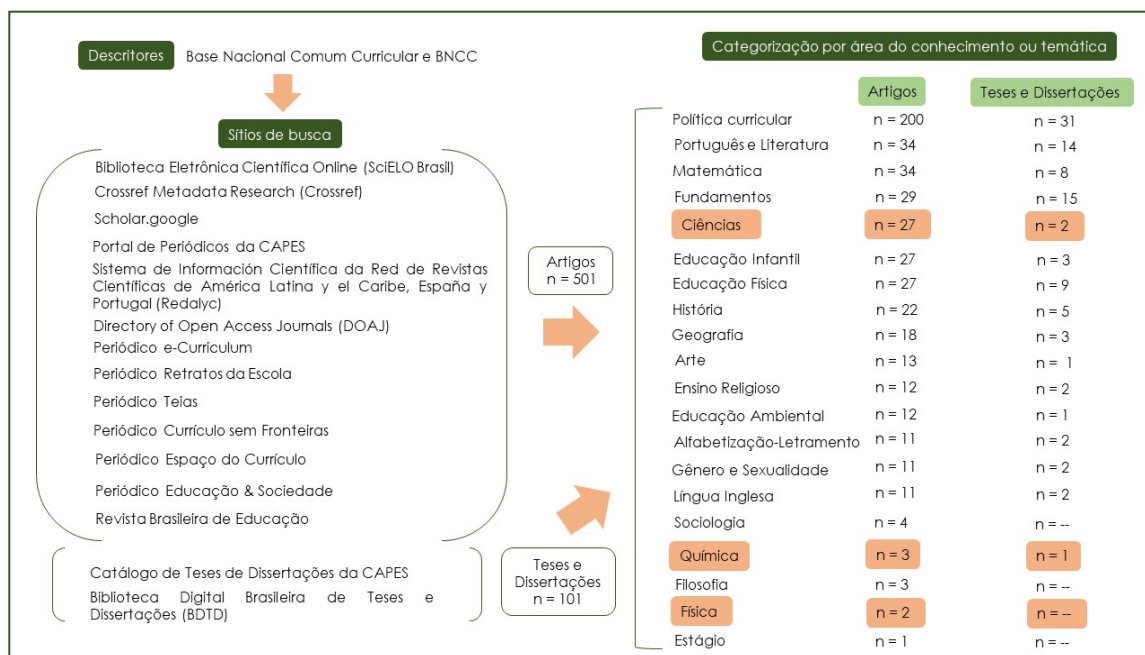 Descritores Base Nacional Comum Curricular e BNCC
Sítios de busca
Biblioteca Eletrônica Científica Online (SciELO Brasil)
Crossref Metadata Research (Crossref)
Scholar.google
Portal de Periódicos da CAPES
Sistema de Información Científica da Red de Revistas
Científicas de América Latina y el Caribe, España y
Portugal (Redalyc)
Directory of Open Access Journals (DOAJ)
Periódico e-Curriculum
Periódico Retratos da Escola
Periódico Teias
Periódico Currículo sem Fronteiras
Periódico Espaço do Currículo
Periódico Educação & Sociedade
Revista Brasileira de Educação
Catálogo de Teses de Dissertações da CAPES
Biblioteca Digital Brasileira de Teses e
Dissertações (BDTD)
Artigos
n = 501
Teses e
Dissertações
n = 101
Categorização por área do conhecimento ou temática
Artigos Teses e Dissertações
Política curricular n = 200 n = 31
Português e Literatura n = 34 n = 14
Matemática n = 34 n = 8
Fundamentos n = 29 n = 15
Ciências n = 27 n = 2
Educação Infantil n = 27 n = 3
Educação Física n = 27 n = 9
História n = 22 n = 5
Geografia n = 18 n = 3
Arte n = 13 n = 1
Ensino Religioso n = 12 n = 2
Educação Ambiental n = 12 n = 1
Alfabetização-Letramento n = 11 n = 2
Gênero e Sexualidade n = 11 n = 2
Língua Inglesa n = 11 n = 2
Sociologia n = 4 n = --
Química n = 3 n = 1
Filosofia n = 3 n = --
Física n = 2 n = --
Estágio n = 1 n = --